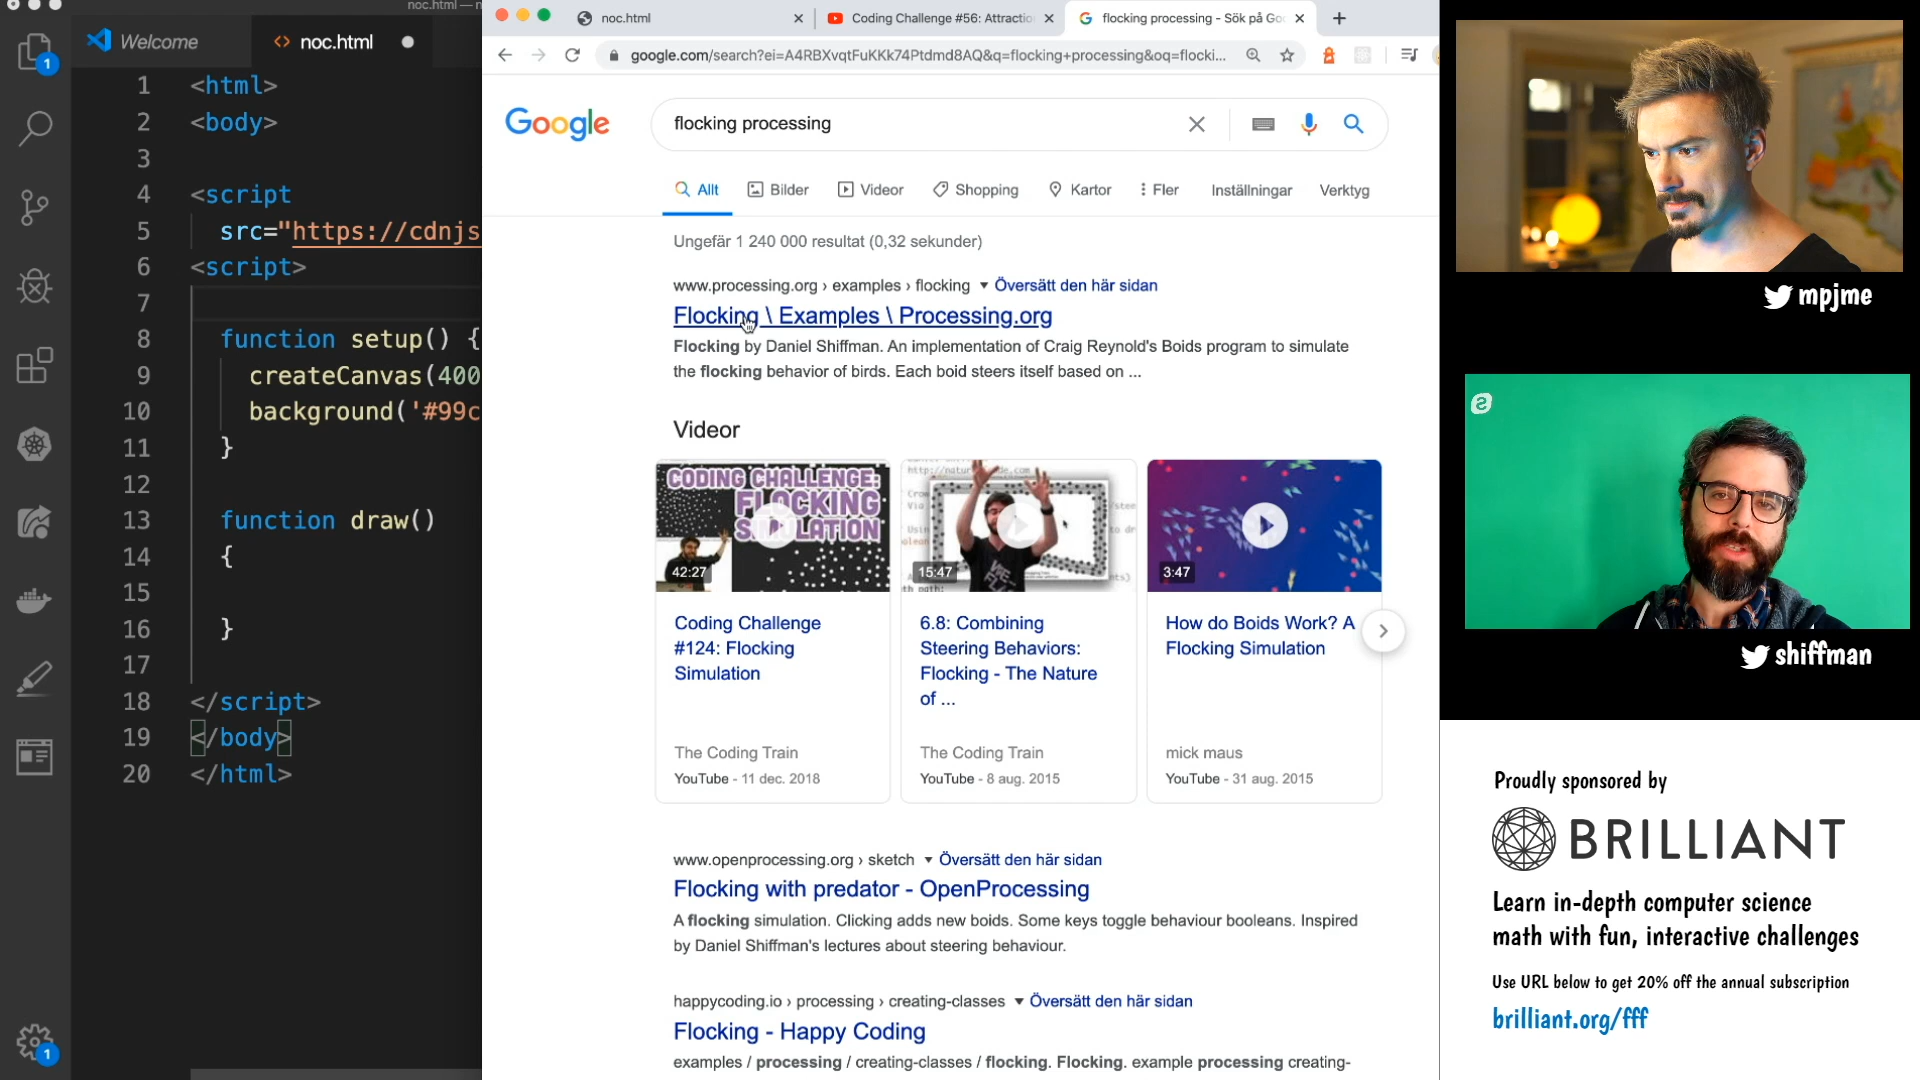 noc.html — n
Welcome
noc.html
1 <html>
2 <body>
3
4 <script
5 src="https://cdnjs
6 <script>
7
8 function setup() {
9 createCanvas(400
10 background('#99c
11 }
12
13 function draw()
14 {
15
16 }
17
18 </script>
19 </body>
20 </html>
1
1
noc.html
Coding Challenge #56: Attractio
flocking processing - Sök på Go
google.com/search?ei=A4RBXvqtFuKKk74Ptdmd8AQ&q=flocking+processing&oq=flocki...
Google
flocking processing
Allt Bilder Videor Shopping Kartor Fler Inställningar Verktyg
Ungefär 1 240 000 resultat (0,32 sekunder)
www.processing.org › examples › flocking ▼ Översätt den här sidan
Flocking \ Examples \ Processing.org
Flocking by Daniel Shiffman. An implementation of Craig Reynold's Boids program to simulate
the flocking behavior of birds. Each boid steers itself based on ...
Videor
CODING CHALLENGE:
FLOCKING
SIMULATION
42:27
15:47
3:47
Coding Challenge
#124: Flocking
Simulation
The Coding Train
YouTube - 11 dec. 2018
6.8: Combining
Steering Behaviors:
Flocking - The Nature
of ...
The Coding Train
YouTube - 8 aug. 2015
How do Boids Work? A
Flocking Simulation
mick maus
YouTube - 31 aug. 2015
www.openprocessing.org › sketch ▼ Översätt den här sidan
Flocking with predator - OpenProcessing
A flocking simulation. Clicking adds new boids. Some keys toggle behaviour booleans. Inspired
by Daniel Shiffman's lectures about steering behaviour.
happycoding.io › processing › creating-classes ▼ Översätt den här sidan
Flocking - Happy Coding
examples / processing / creating-classes / flocking. Flocking. example processing creating-
mpjme
shiffman
Proudly sponsored by
BRILLIANT
Learn in-depth computer science
math with fun, interactive challenges
Use URL below to get 20% off the annual subscription
brilliant.org/fff